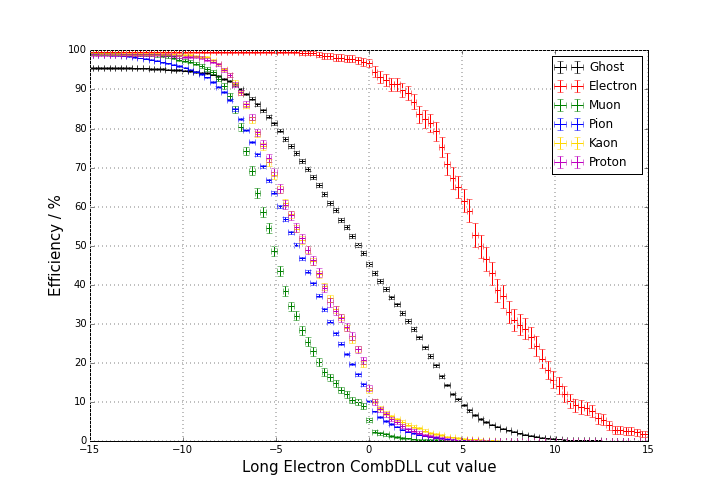 100
90
80
70
60
50
40
30
20
10
0
Efficiency / %
−15
−10
−5
0
5
10
15
Long Electron CombDLL cut value
Ghost
Electron
Muon
Pion
Kaon
Proton